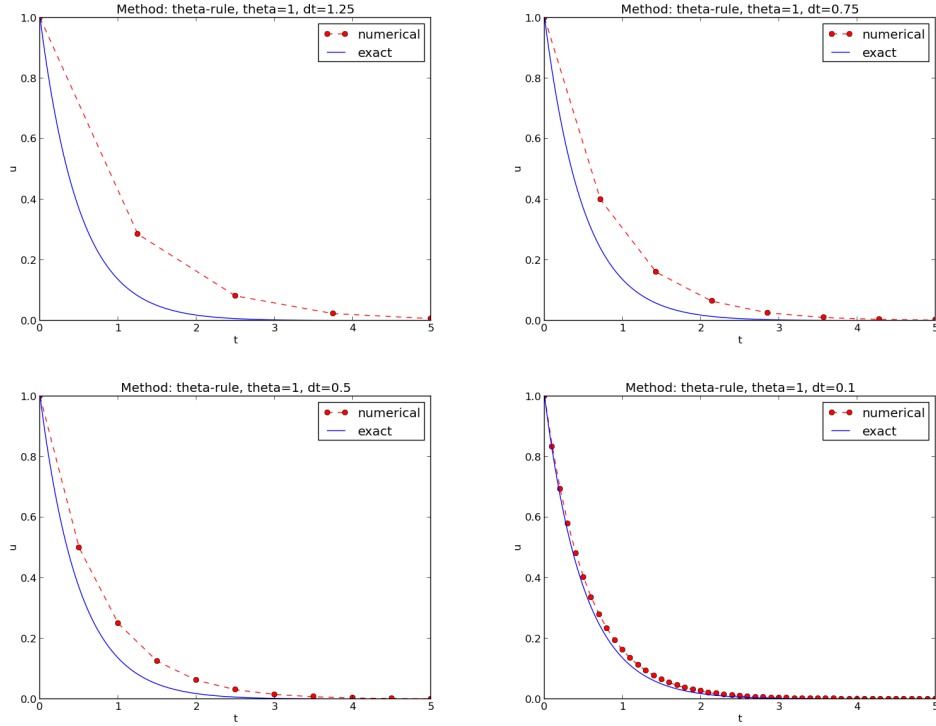 Method: theta-rule, theta=1, dt=1.25
1.0
0.8
0.6
0.4
0.2
0.0
u
numerical
exact
0 1 2 3 4 5
t
Method: theta-rule, theta=1, dt=0.75
1.0
0.8
0.6
0.4
0.2
0.0
u
numerical
exact
0 1 2 3 4 5
t
Method: theta-rule, theta=1, dt=0.5
1.0
0.8
0.6
0.4
0.2
0.0
u
numerical
exact
0 1 2 3 4 5
t
Method: theta-rule, theta=1, dt=0.1
1.0
0.8
0.6
0.4
0.2
0.0
u
numerical
exact
0 1 2 3 4 5
t